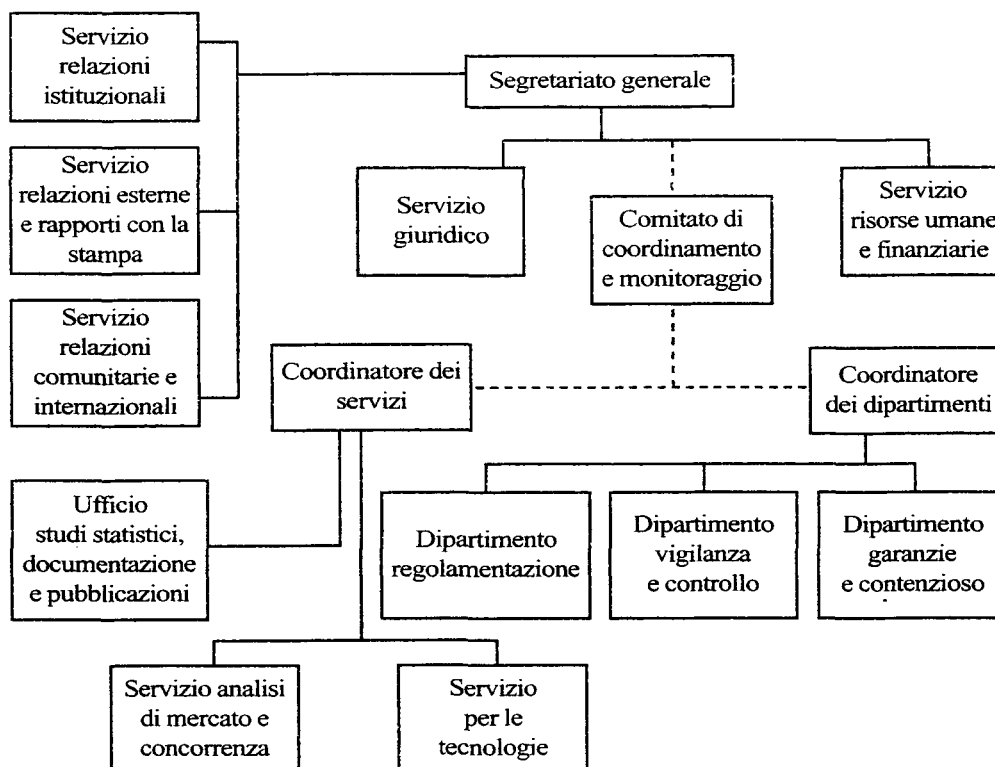 Servizio
relazioni
istituzionali
Segretariato generale
Servizio
relazioni esterne
e rapporti con la
stampa
Servizio
giuridico
Comitato di
coordinamento
e monitoraggio
Servizio
risorse umane
e finanziarie
Servizio
relazioni
comunitarie e
internazionali
Coordinatore dei
servizi
Coordinatore
dei dipartimenti
Ufficio
studi statistici,
documentazione
e pubblicazioni
Dipartimento
regolamentazione
Dipartimento
vigilanza
e controllo
Dipartimento
garanzie
e contenzioso
Servizio analisi
di mercato e
concorrenza
Servizio
per le
tecnologie